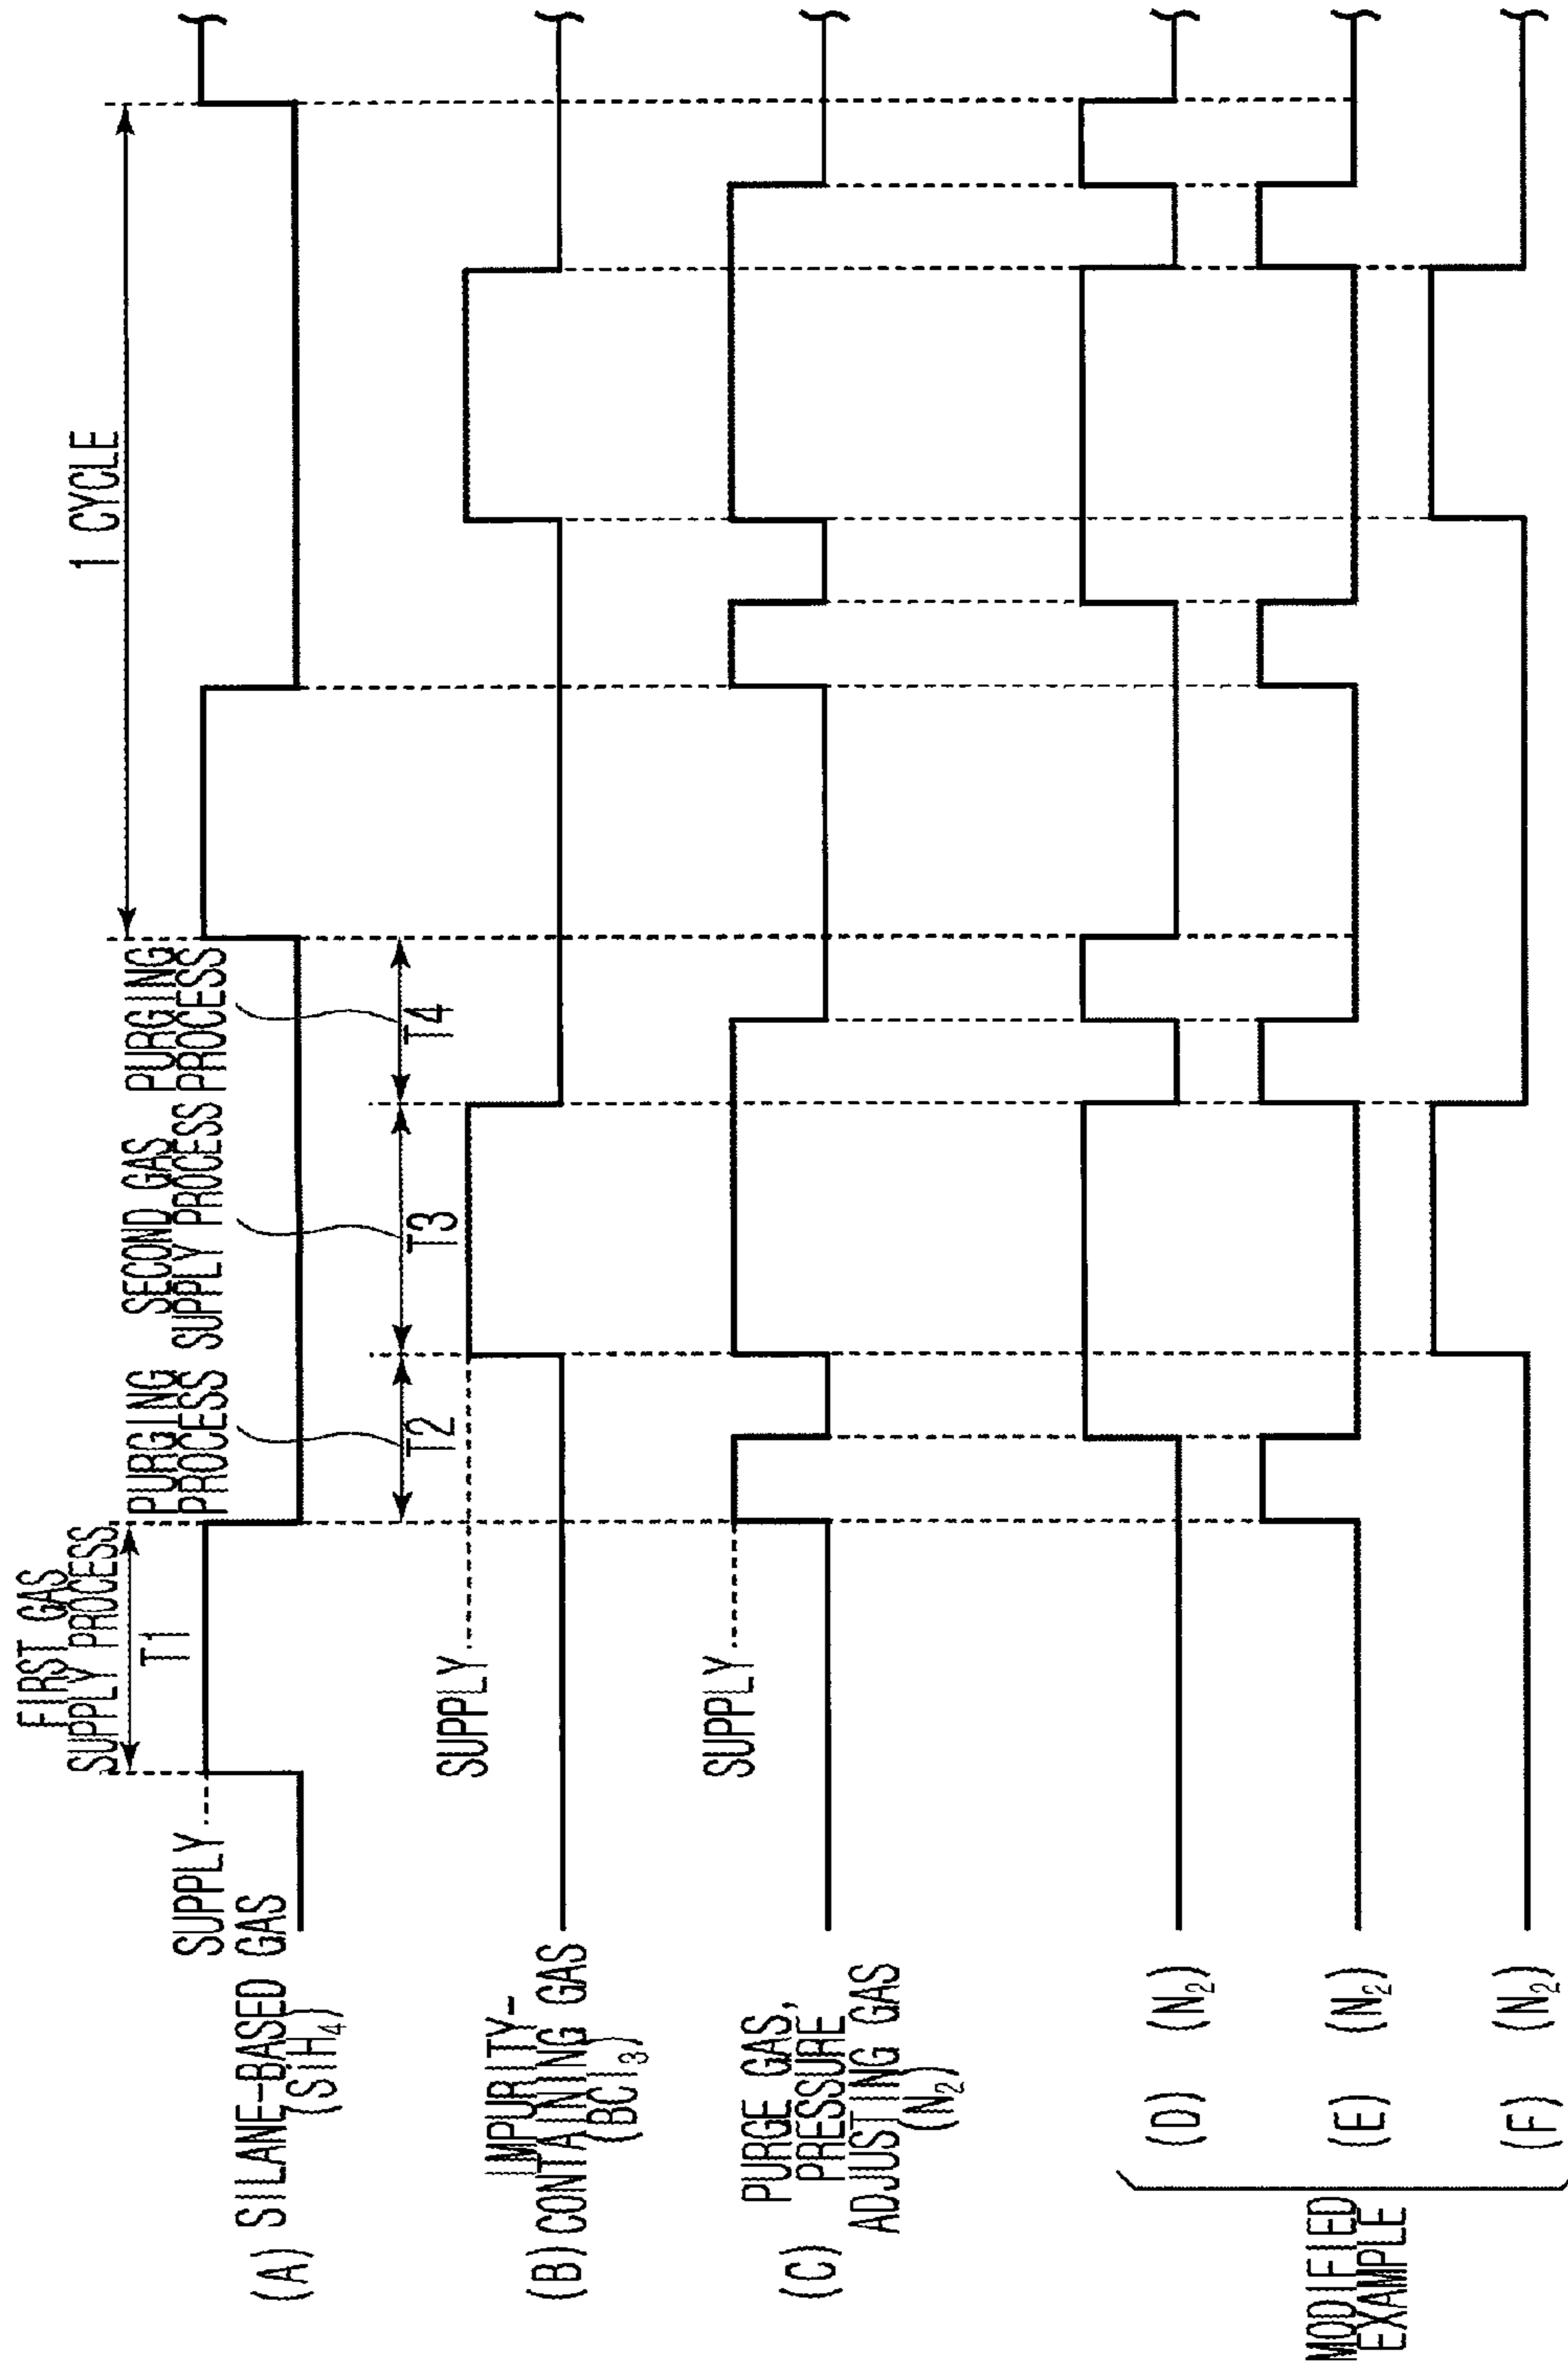 FIRST GAS
SUPPLY PROCESS
T1
PURGING
PROCESS
T2
SECOND GAS
SUPPLY PROCESS
T3
PURGING
PROCESS
T4
1 CYCLE
SUPPLY
(A) SILANE-BASED GAS
(SiH4)
SUPPLY
IMPURITY-
(B) CONTAINING GAS
(BCl3)
SUPPLY
PURGE GAS,
(C) PRESSURE
ADJUSTING GAS
(N2)
MODIFIED
EXAMPLE
(D) (N2)
(E) (N2)
(F) (N2)